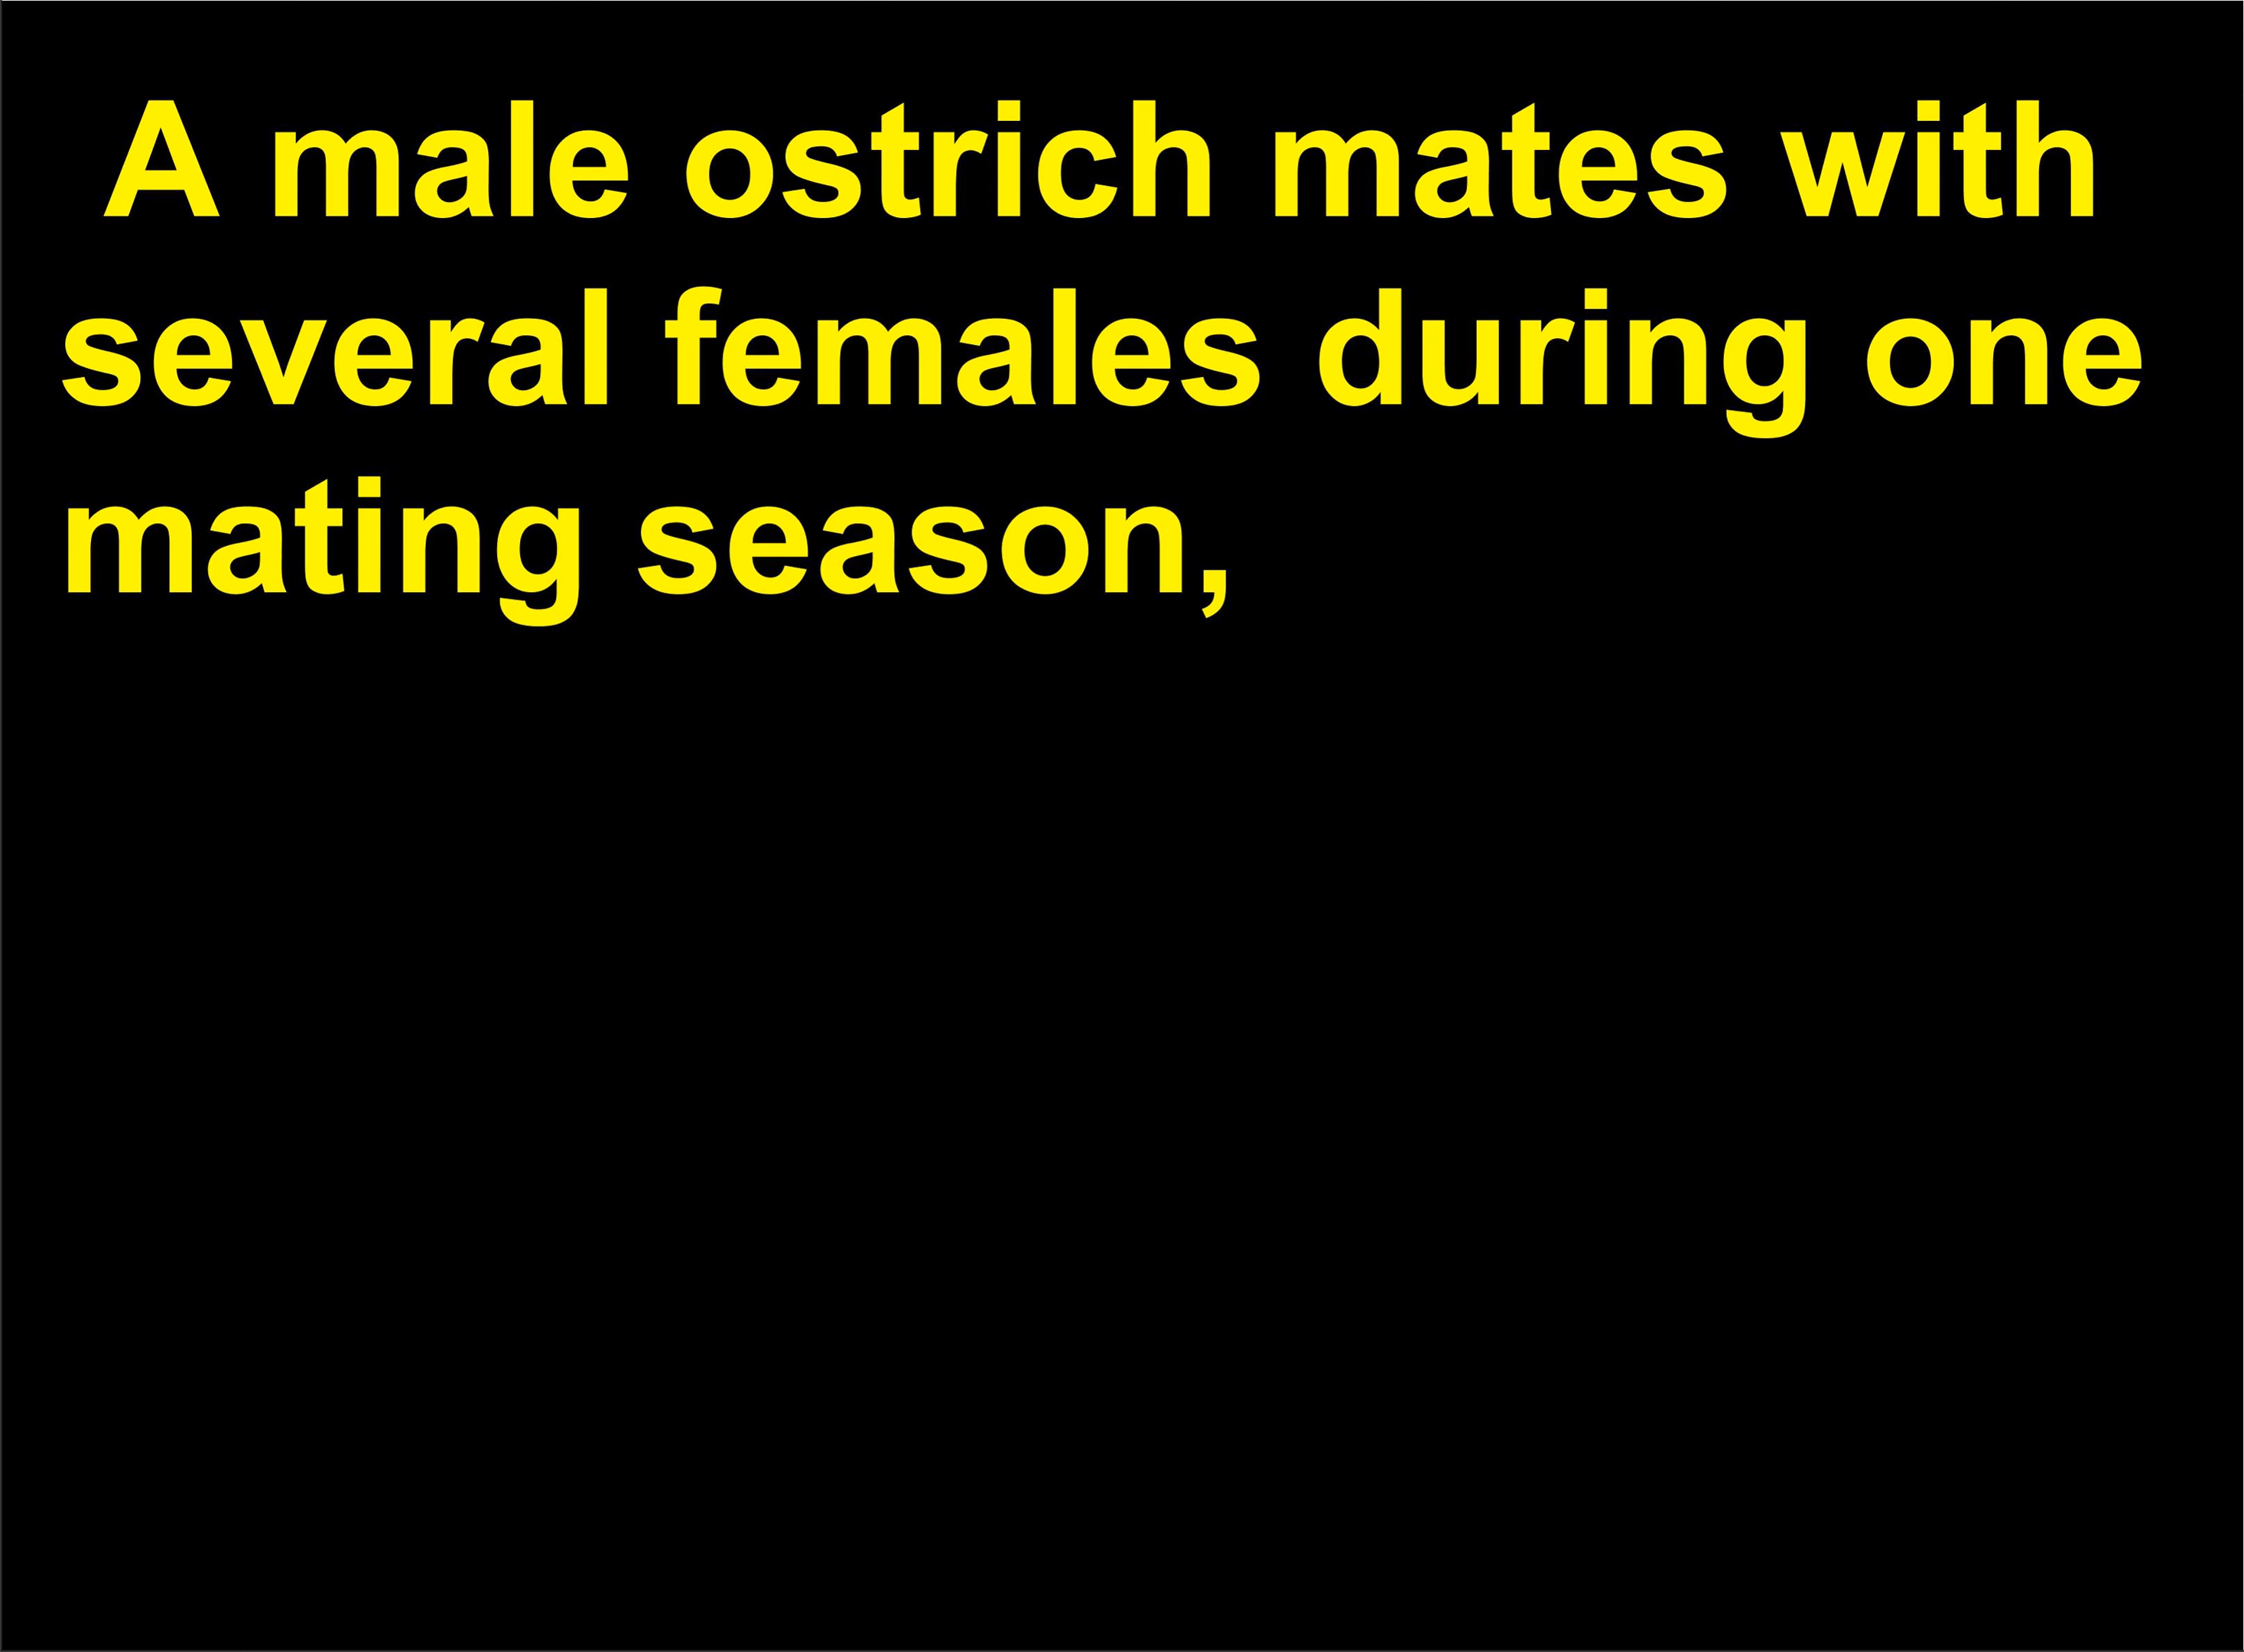 A male ostrich mates with
several females during one
mating season,